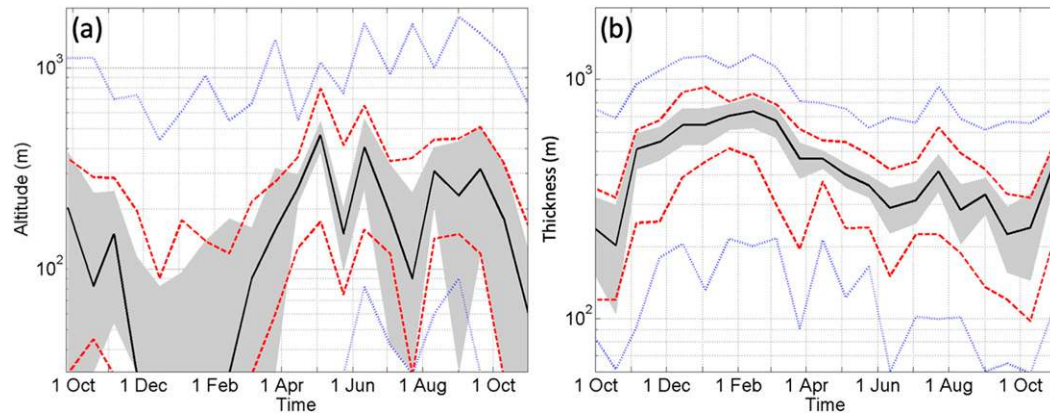 (a)
Altitude (m)
10³
10²
1 Oct 1 Dec 1 Feb 1 Apr 1 Jun 1 Aug 1 Oct
Time
(b)
Thickness (m)
10³
10²
1 Oct 1 Dec 1 Feb 1 Apr 1 Jun 1 Aug 1 Oct
Time